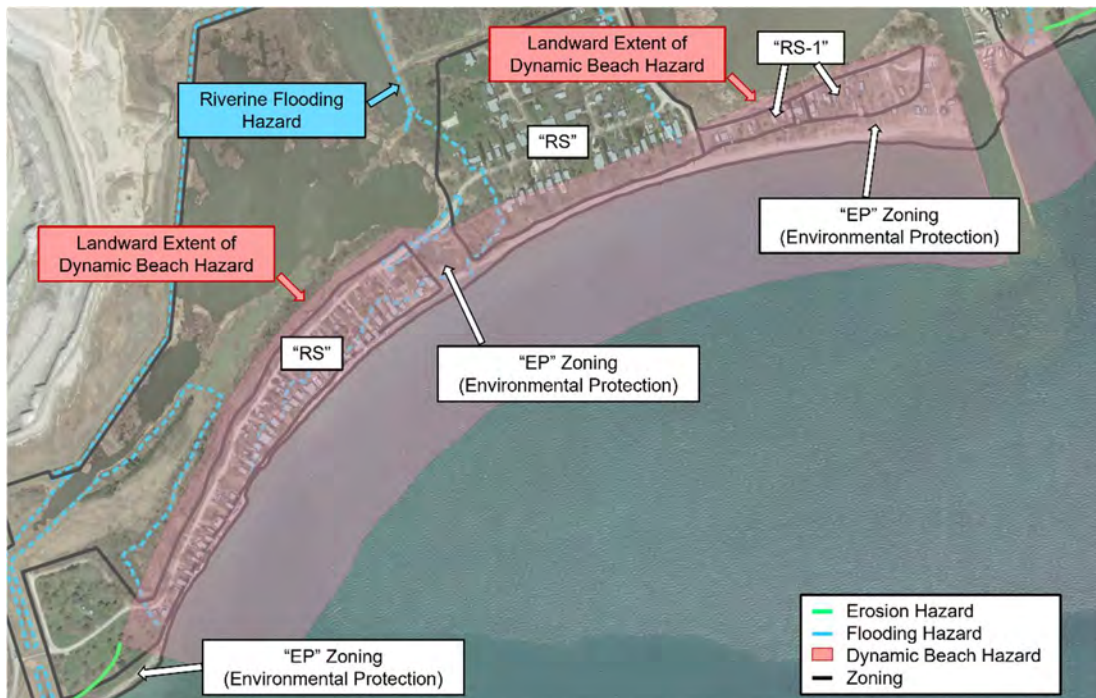 Landward Extent of
Dynamic Beach Hazard
“RS-1”
Riverine Flooding
Hazard
“RS”
“EP” Zoning
(Environmental Protection)
Landward Extent of
Dynamic Beach Hazard
“RS”
“EP” Zoning
(Environmental Protection)
Erosion Hazard
Flooding Hazard
Dynamic Beach Hazard
Zoning
“EP” Zoning
(Environmental Protection)